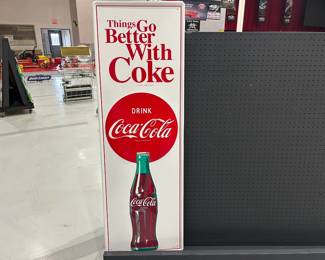 Things Go
Better
With
Coke
DRINK
Coca-Cola
Coca-Cola